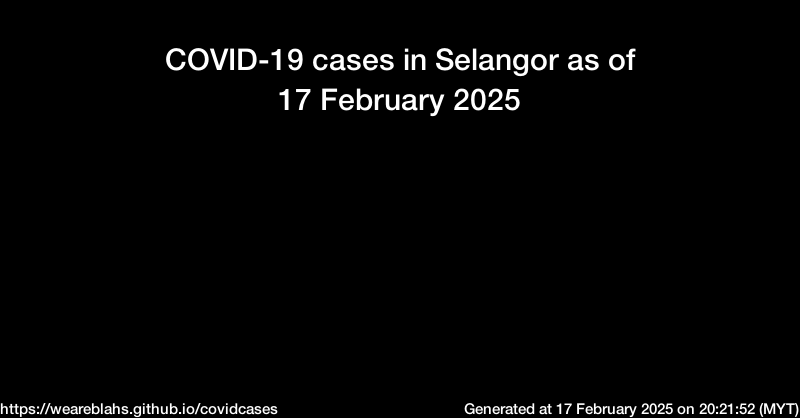 COVID-19 cases in Selangor as of
17 February 2025
https://weareblahs.github.io/covidcases
Generated at 17 February 2025 on 20:21:52 (MYT)